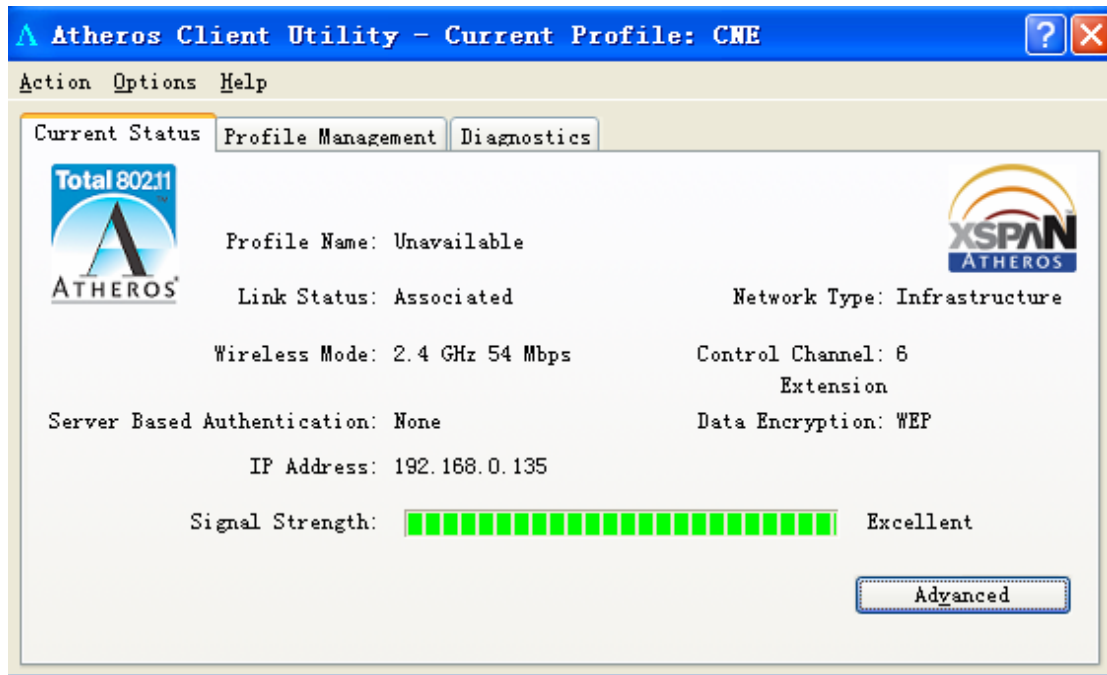 Atheros Client Utility - Current Profile: CNE
Action Options Help
Current Status Profile Management Diagnostics
Total 802.11
ATHEROS
XSPAN
ATHEROS
Profile Name: Unavailable
Link Status: Associated Network Type: Infrastructure
Wireless Mode: 2.4 GHz 54 Mbps Control Channel: 6
Extension
Server Based Authentication: None Data Encryption: WEP
IP Address: 192.168.0.135
Signal Strength: Excellent
Advanced